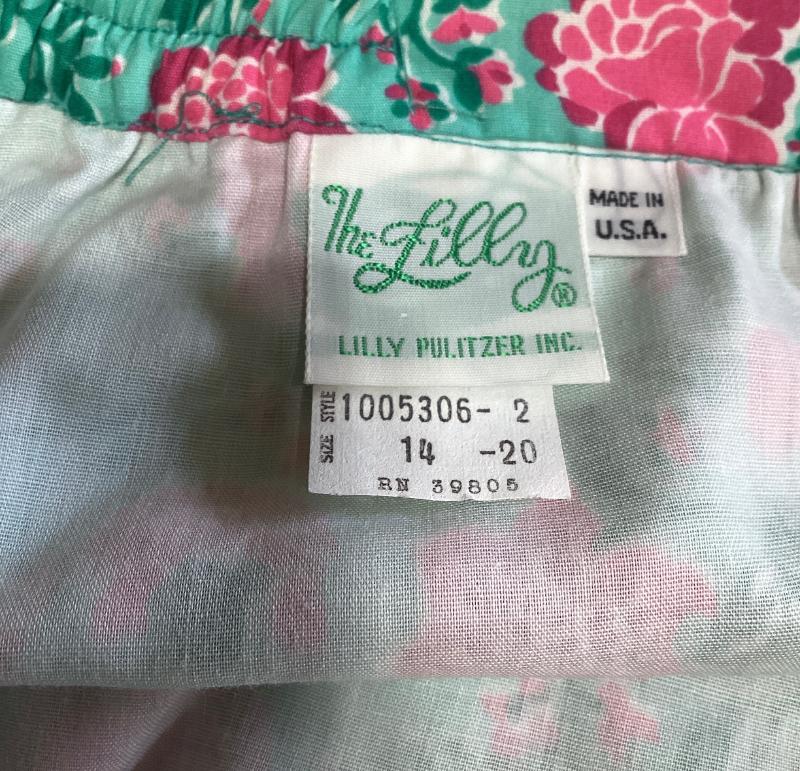 The Lilly®
MADE IN
U.S.A.
LILLY PULITZER INC.
STYLE 1005306- 2
SIZE 14 -20
RN 39805